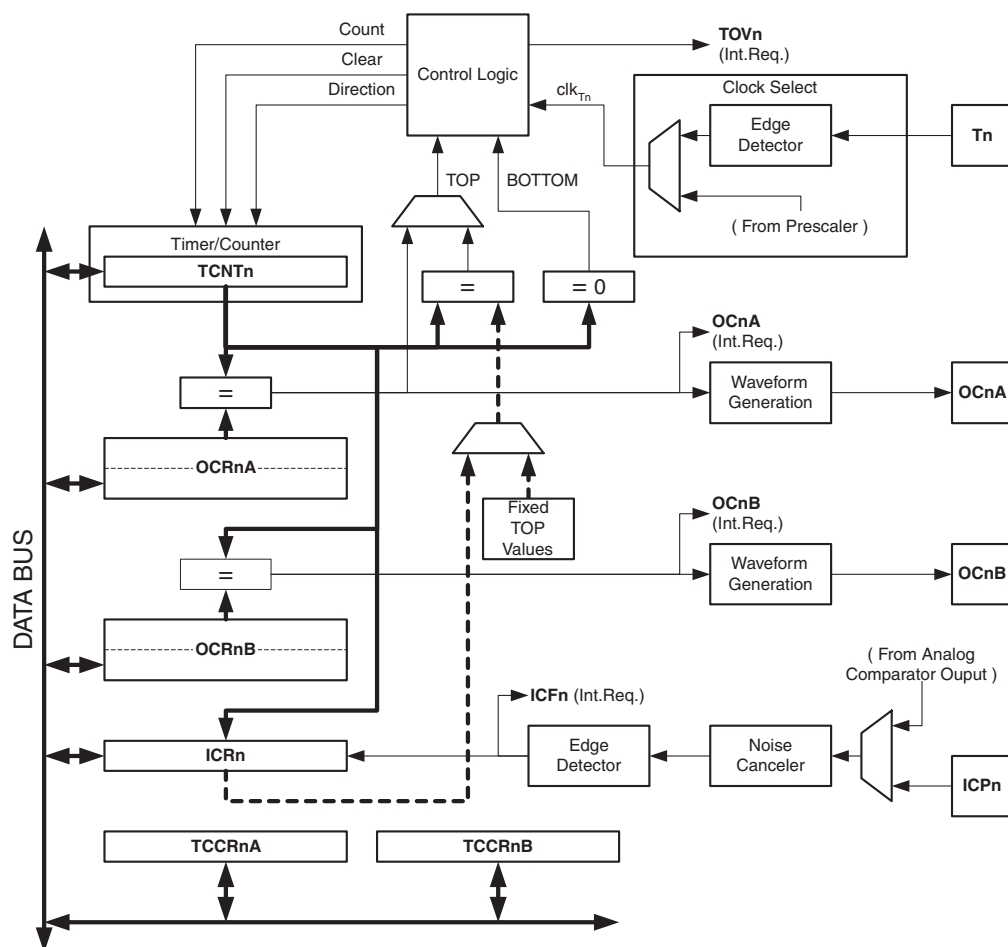 Count
Clear
Direction
Control Logic
TOVn
(Int.Req.)
clkTn
Clock Select
Edge
Detector
Tn
( From Prescaler )
TOP
BOTTOM
Timer/Counter
TCNTn
=
= 0
OCnA
(Int.Req.)
=
Waveform
Generation
OCnA
OCRnA
Fixed
TOP
Values
OCnB
(Int.Req.)
=
Waveform
Generation
OCnB
DATA BUS
OCRnB
( From Analog
Comparator Ouput )
ICFn (Int.Req.)
ICRn
Edge
Detector
Noise
Canceler
ICPn
TCCRnA
TCCRnB